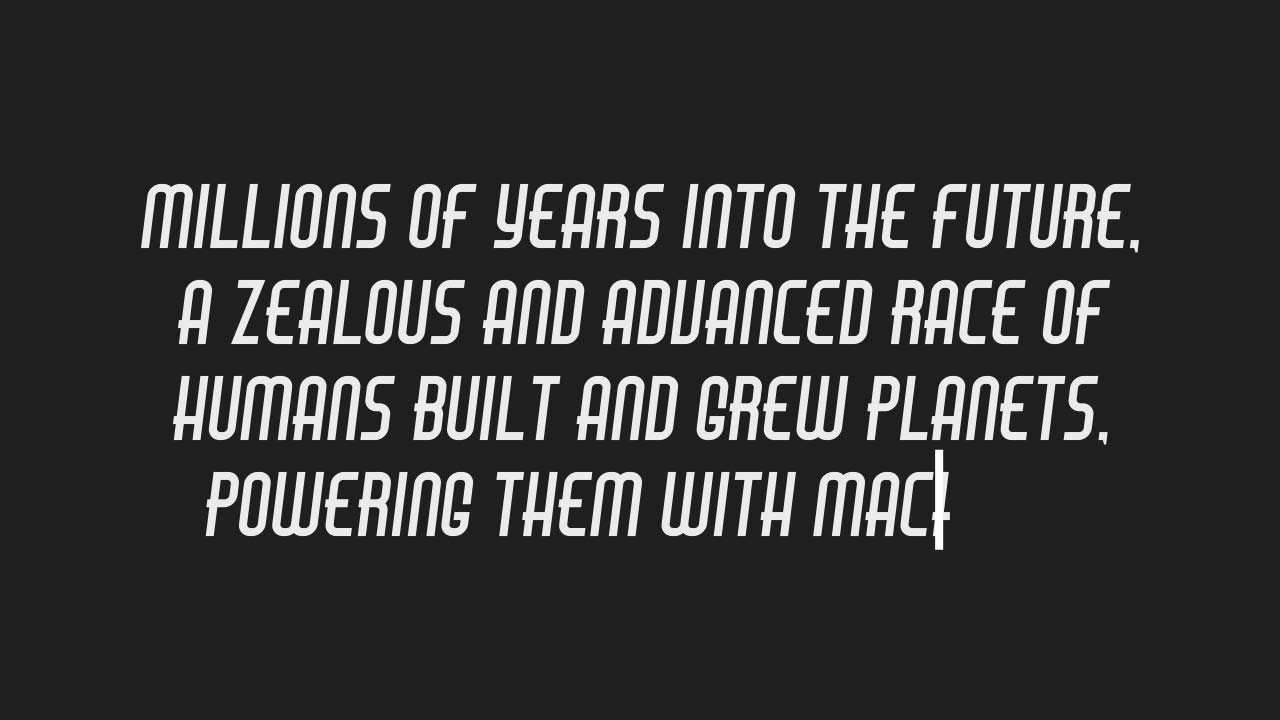 MILLIONS OF YEARS INTO THE FUTURE,
A ZEALOUS AND ADVANCED RACE OF
HUMANS BUILT AND GREW PLANETS,
POWERING THEM WITH MACH